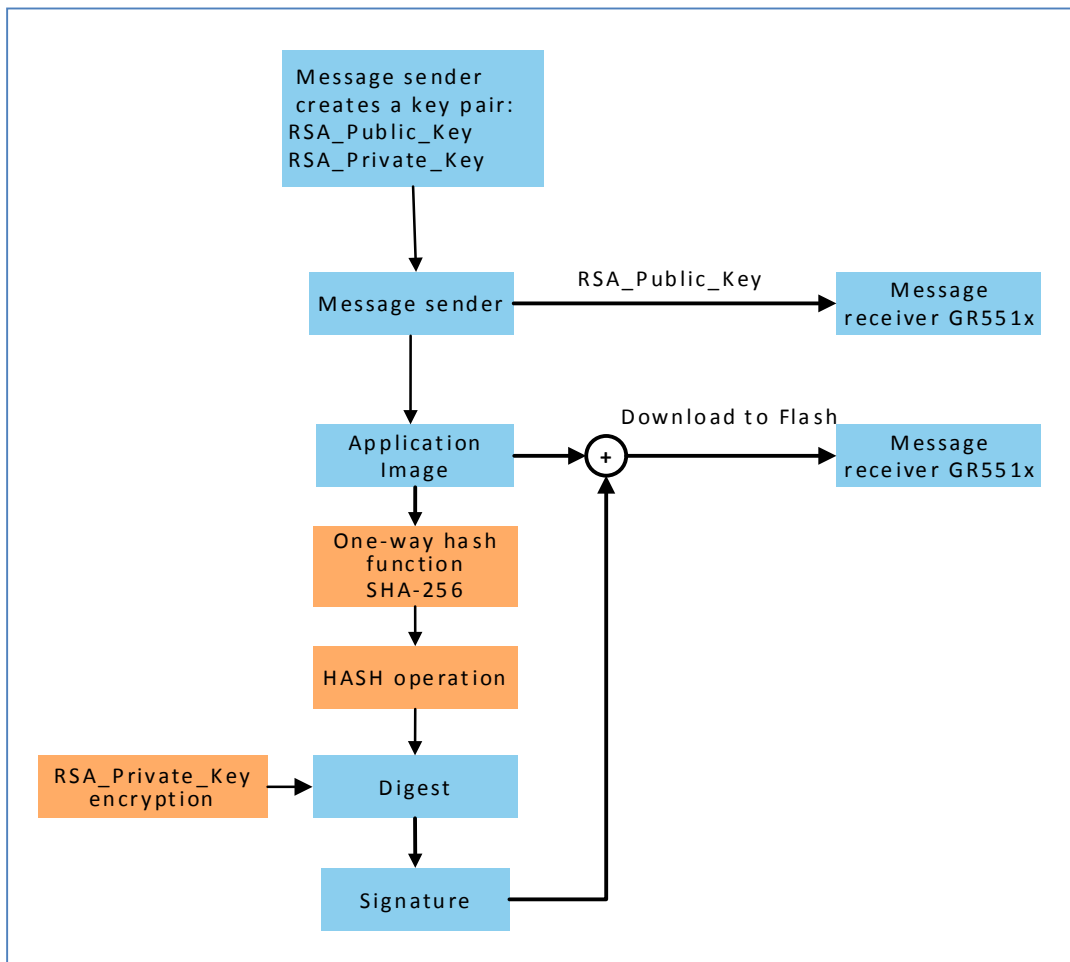 Message sender
creates a key pair:
RSA_Public_Key
RSA_Private_Key
RSA_Public_Key
Message sender
Message
receiver GR551x
Download to Flash
Application
Image
+
Message
receiver GR551x
One-way hash
function
SHA-256
HASH operation
RSA_Private_Key
encryption
Digest
Signature